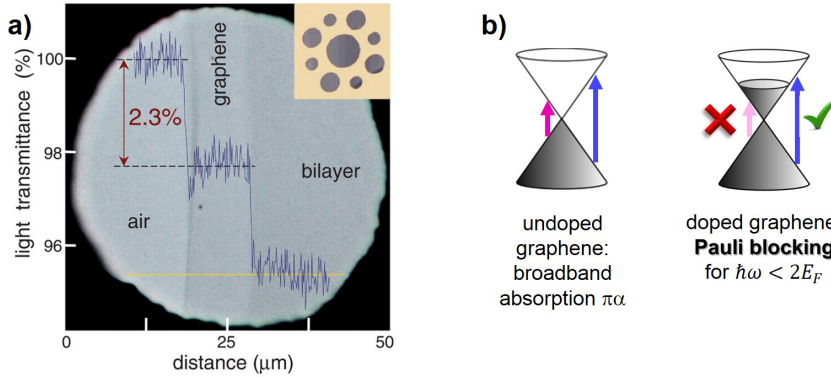 a)
light transmittance (%)
100
98
96
2.3%
air
graphene
bilayer
0
25
50
distance (μm)
b)
undoped
graphene:
broadband
absorption πα
doped graphene
Pauli blocking
for ℏω < 2E_F